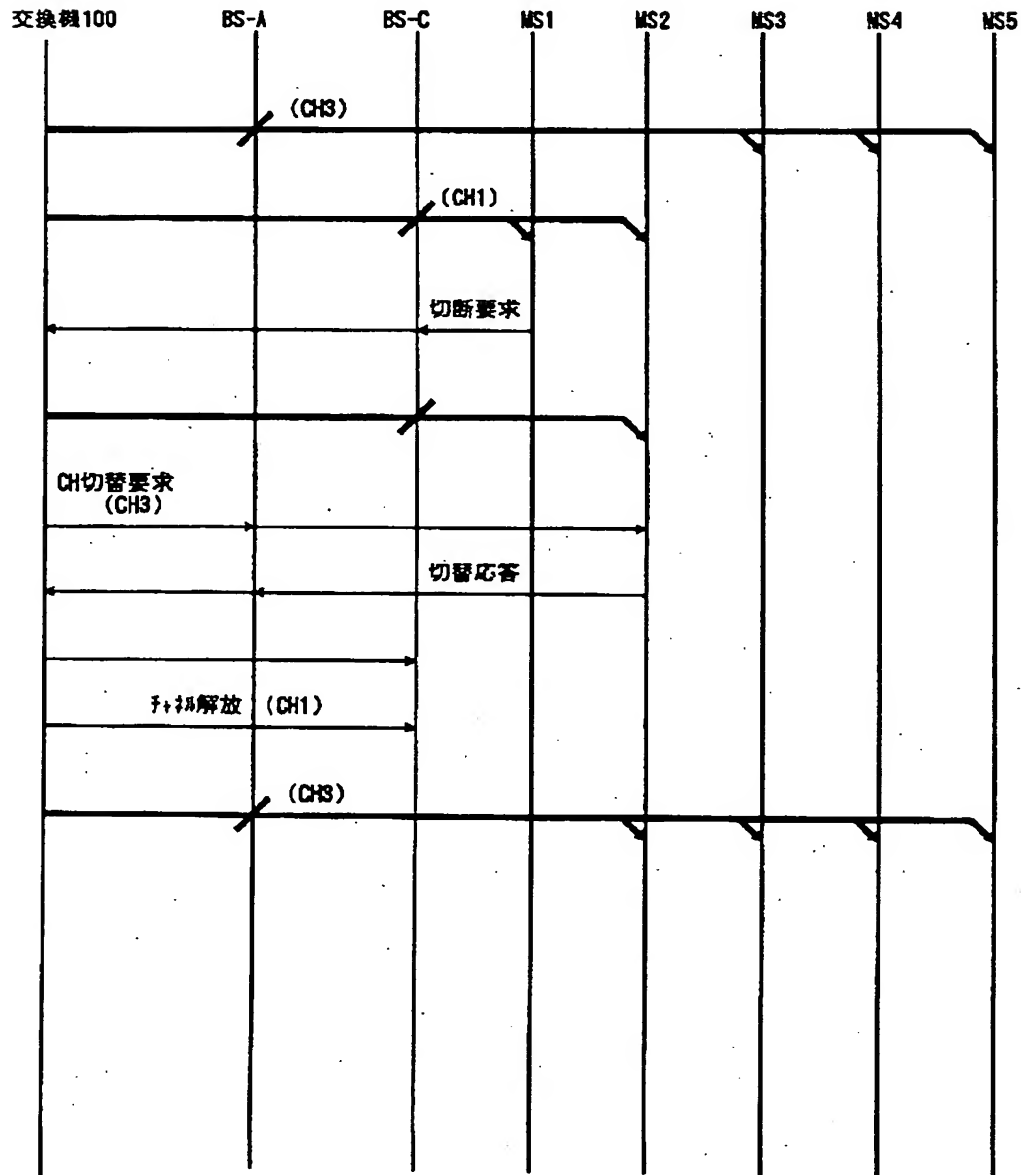 交換機100 BS-A BS-C MS1 MS2 MS3 MS4 MS5
(CH3)
(CH1)
切断要求
CH切替要求
(CH3)
切替応答
チャネル解放 (CH1)
(CH3)